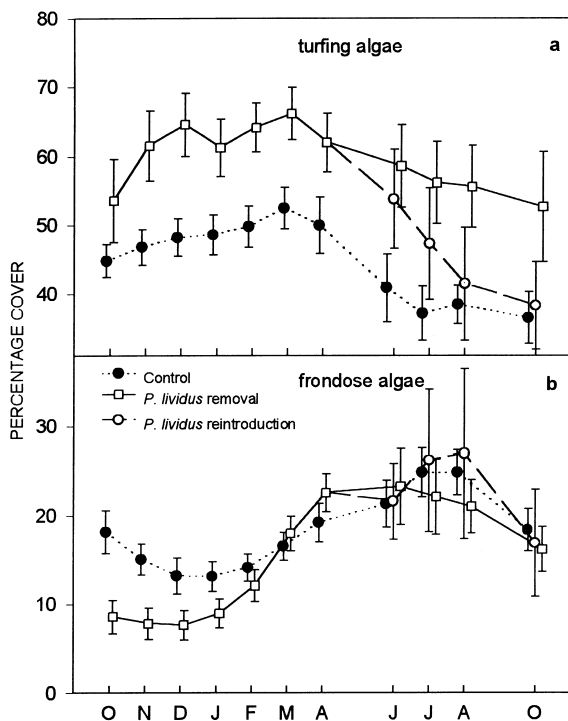 80
turfing algae
a
70
60
50
40
PERCENTAGE COVER
Control
frondose algae
b
P. lividus removal
P. lividus reintroduction
30
20
10
0
O N D J F M A J J A O